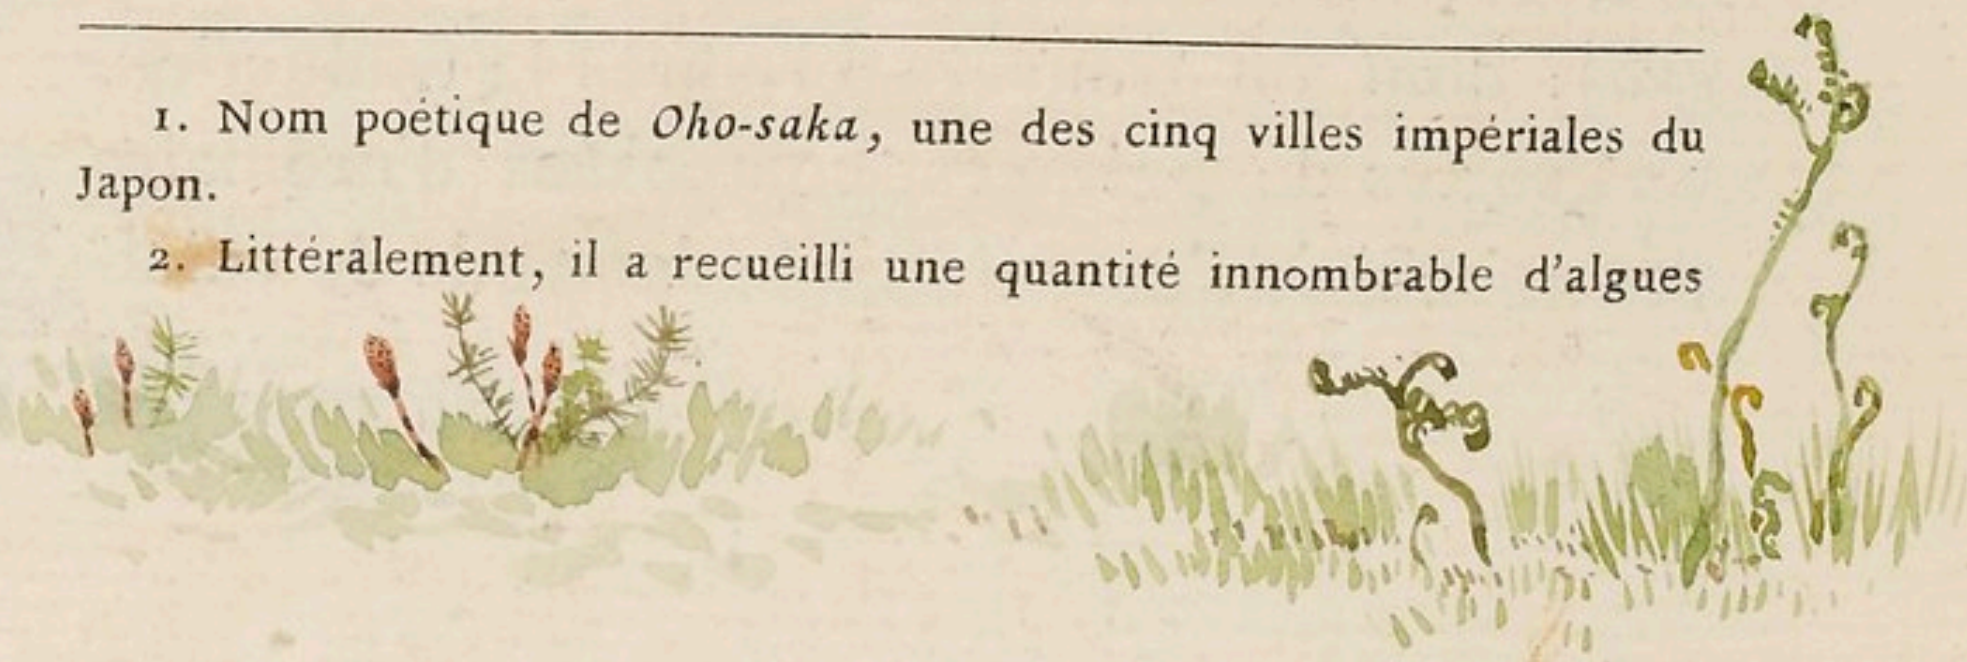 1. Nom poétique de Oho-saka, une des cinq villes impériales du
Japon.
2. Littéralement, il a recueilli une quantité innombrable d'algues